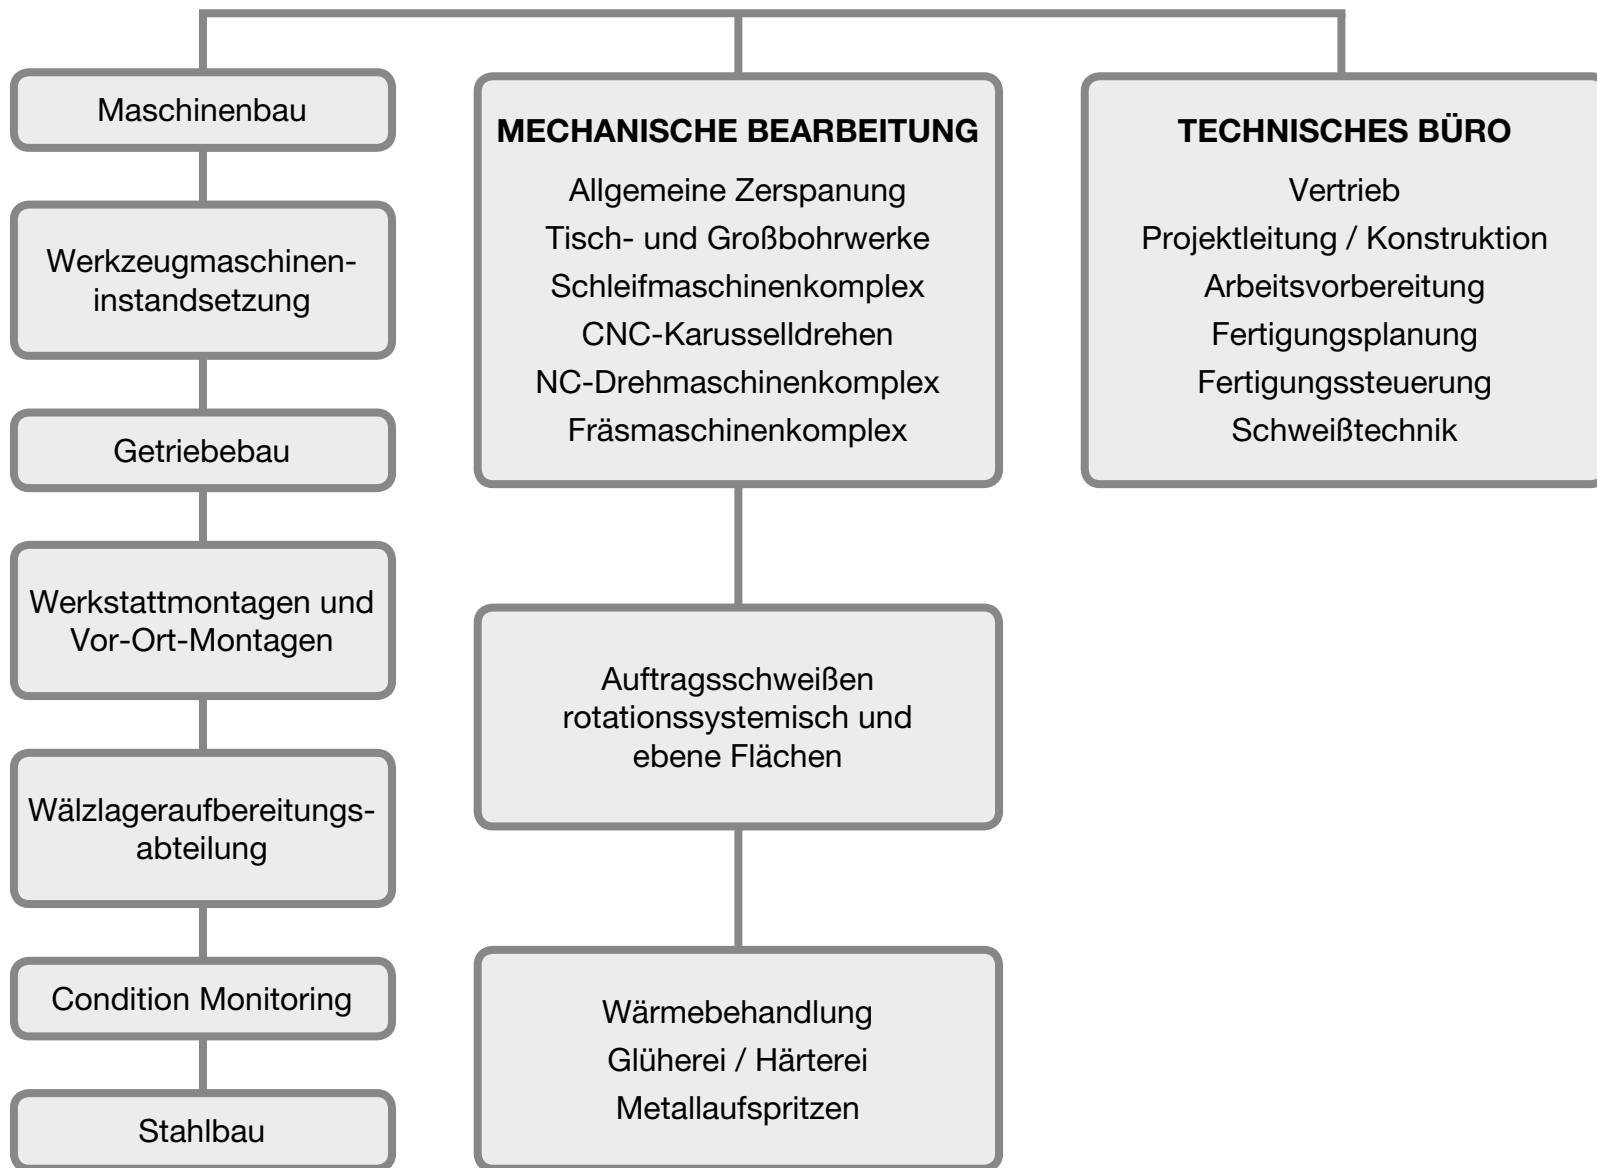 Maschinenbau
Werkzeugmaschinen-
instandsetzung
Getriebebau
Werkstattmontagen und
Vor-Ort-Montagen
Wälzlageraufbereitungs-
abteilung
Condition Monitoring
Stahlbau
MECHANISCHE BEARBEITUNG
Allgemeine Zerspanung
Tisch- und Großbohrwerke
Schleifmaschinenkomplex
CNC-Karusselldrehen
NC-Drehmaschinenkomplex
Fräsmaschinenkomplex
Auftragsschweißen
rotationssystemisch und
ebene Flächen
Wärmebehandlung
Glüherei / Härterei
Metallaufspritzen
TECHNISCHES BÜRO
Vertrieb
Projektleitung / Konstruktion
Arbeitsvorbereitung
Fertigungsplanung
Fertigungssteuerung
Schweißtechnik